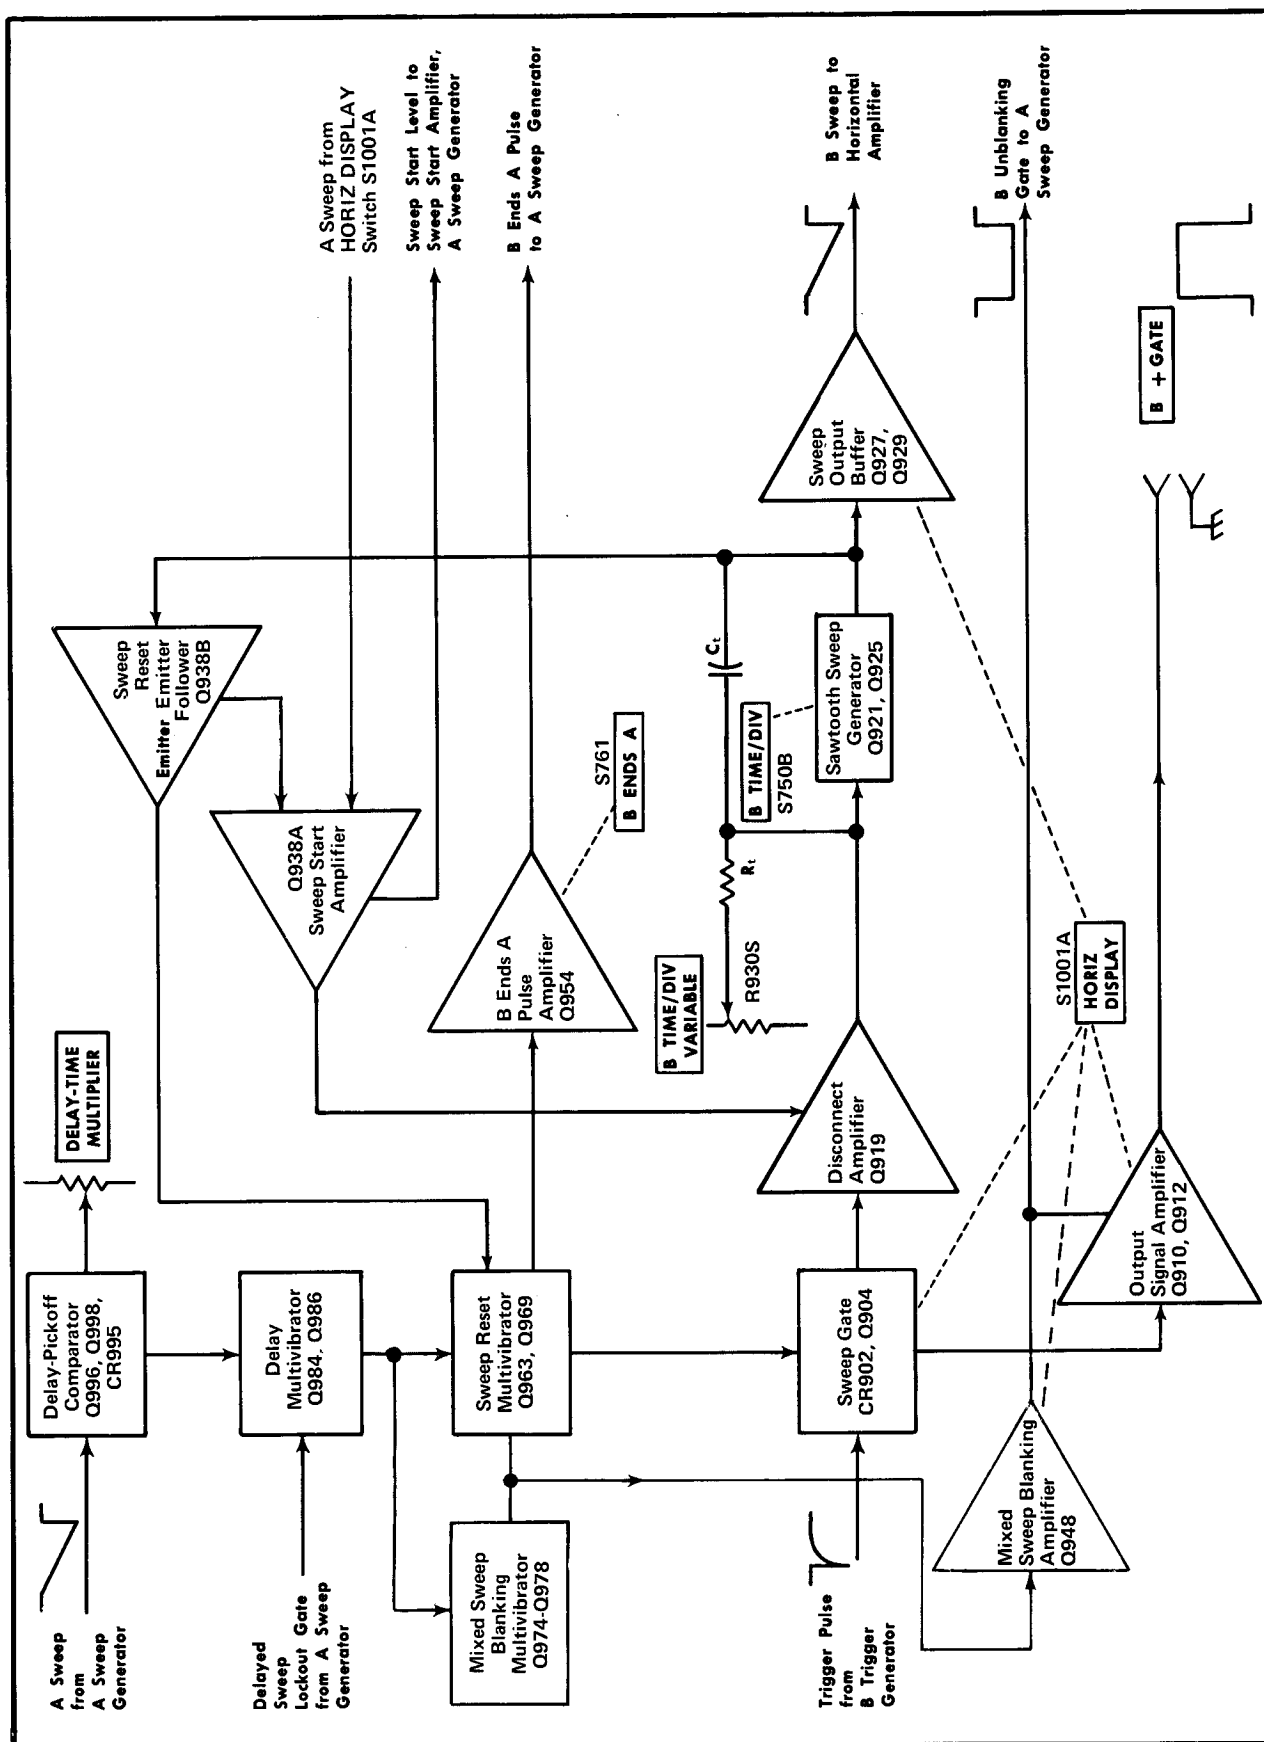 A Sweep
from
A Sweep
Generator
Delay-Pickoff
Comparator
Q996, Q998,
CR995
DELAY-TIME
MULTIPLIER
Sweep
Reset
Emitter Emitter
Follower
Q938B
Delayed
Sweep
Lockout Gate
from A Sweep
Generator
Delay
Multivibrator
Q984, Q986
Q938A
Sweep Start
Amplifier
A Sweep from
HORIZ DISPLAY
Switch S1001A
Sweep Start Level to
Sweep Start Amplifier,
A Sweep Generator
Mixed Sweep
Blanking
Multivibrator
Q974-Q978
Sweep Reset
Multivibrator
Q963, Q969
B Ends A
Pulse
Amplifier
Q954
S761
B ENDS A
B Ends A Pulse
to A Sweep Generator
B TIME/DIV
VARIABLE
R930S
Rt
Ct
B TIME/DIV
S750B
Trigger Pulse
from
B Trigger
Generator
Sweep Gate
CR902, Q904
Disconnect
Amplifier
Q919
Sawtooth Sweep
Generator
Q921, Q925
Sweep
Output
Buffer
Q927,
Q929
B Sweep to
Horizontal
Amplifier
Mixed
Sweep Blanking
Amplifier
Q948
S1001A
HORIZ
DISPLAY
B Unblanking
Gate to A
Sweep Generator
Output
Signal Amplifier
Q910, Q912
B + GATE